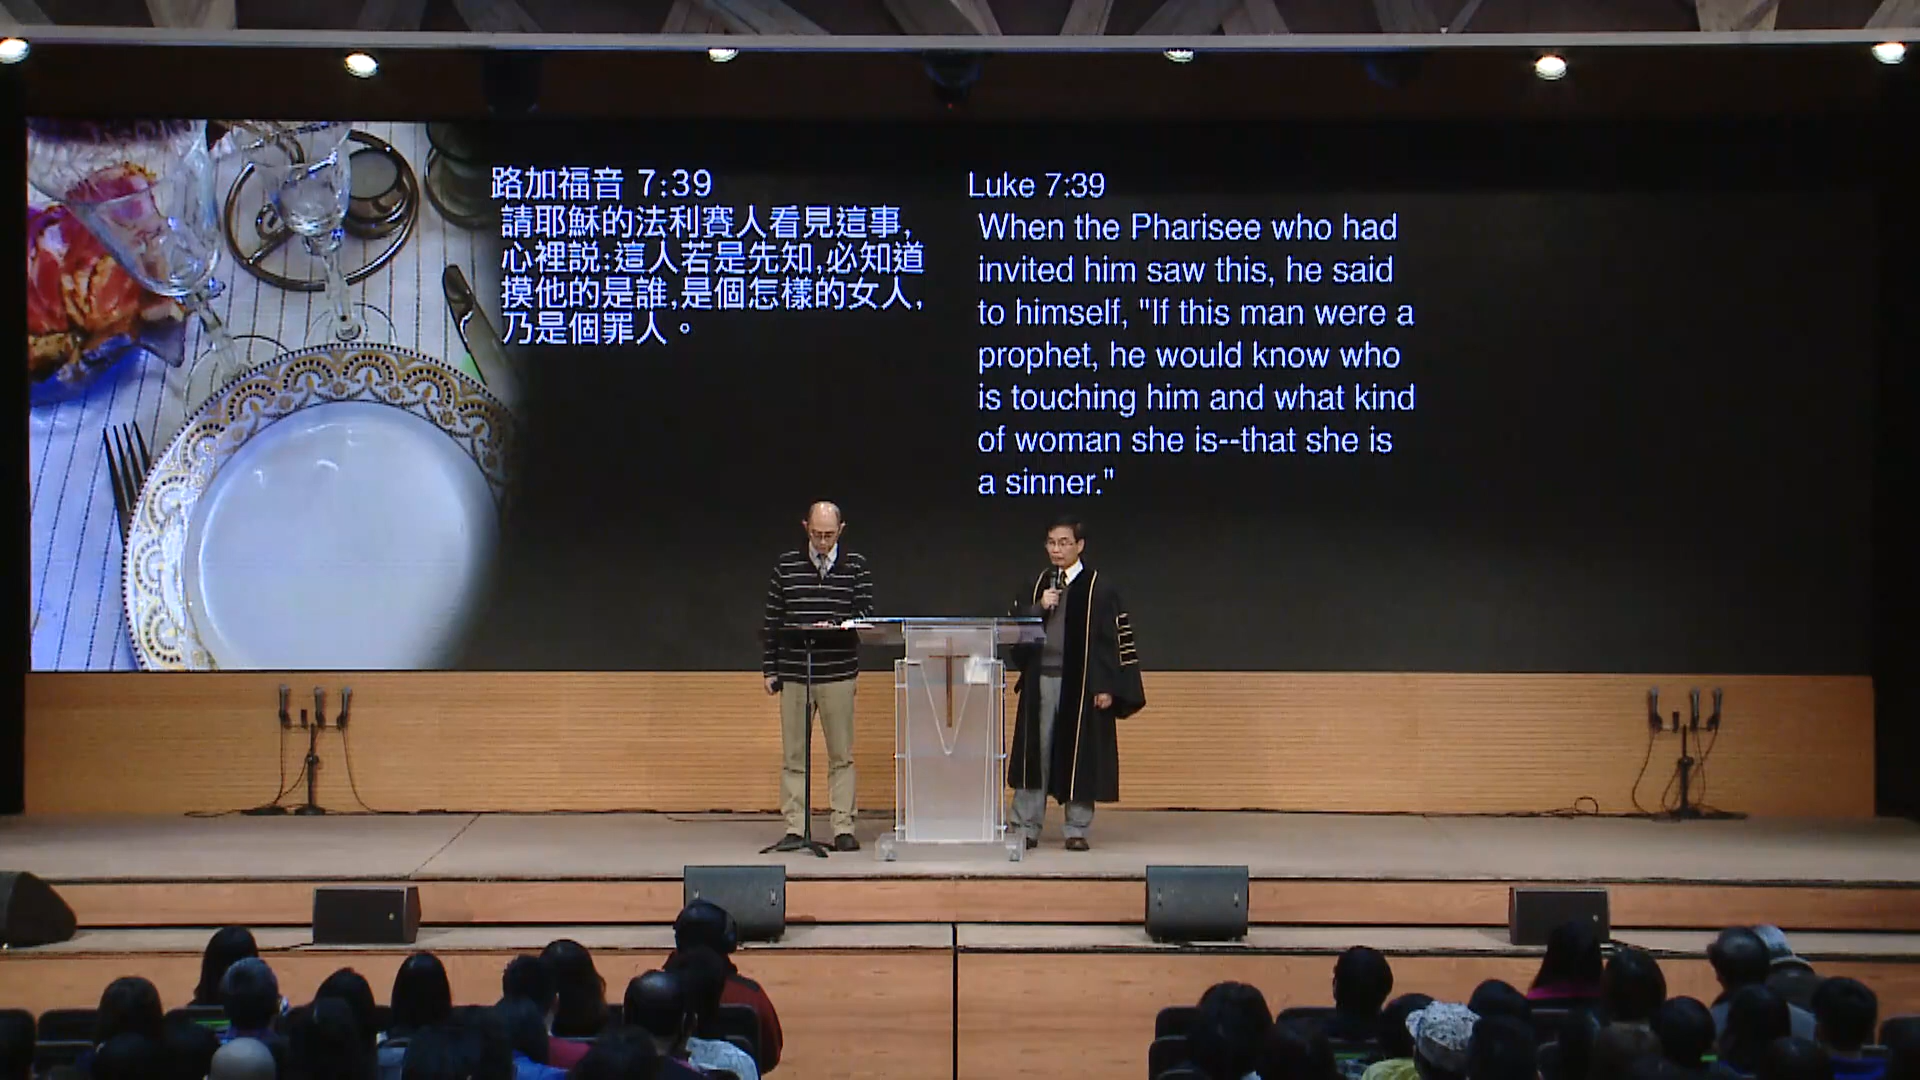 路加福音 7:39
請耶穌的法利賽人看見這事,
心裡説:這人若是先知,必知道
摸他的是誰,是個怎樣的女人,
乃是個罪人。
Luke 7:39
When the Pharisee who had
invited him saw this, he said
to himself, "If this man were a
prophet, he would know who
is touching him and what kind
of woman she is--that she is
a sinner."